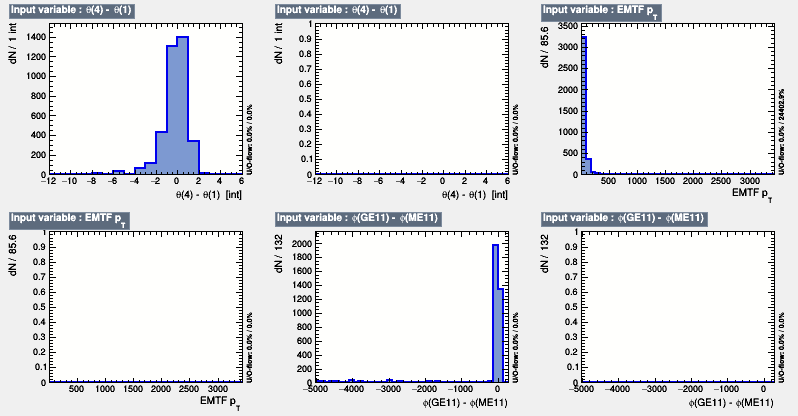 Input variable : θ(4) - θ(1)
dN / 1 int
1400
1200
1000
800
600
400
200
0
−12 −10 −8 −6 −4 −2 0 2 4 6
θ(4) - θ(1) [int]
U/O-flow: 0.0% / 0.0%
Input variable : θ(4) - θ(1)
dN / 1 int
1
0.9
0.8
0.7
0.6
0.5
0.4
0.3
0.2
0.1
0
−12 −10 −8 −6 −4 −2 0 2 4 6
θ(4) - θ(1) [int]
U/O-flow: 0.0% / 0.0%
Input variable : EMTF pT
dN / 85.6
3500
3000
2500
2000
1500
1000
500
0
500 1000 1500 2000 2500 3000
EMTF pT
U/O-flow: 0.0% / 24402.9%
Input variable : EMTF pT
dN / 85.6
1
0.9
0.8
0.7
0.6
0.5
0.4
0.3
0.2
0.1
0
500 1000 1500 2000 2500 3000
EMTF pT
U/O-flow: 0.0% / 0.0%
Input variable : ϕ(GE11) - ϕ(ME11)
dN / 132
2000
1800
1600
1400
1200
1000
800
600
400
200
0
−5000 −4000 −3000 −2000 −1000 0
ϕ(GE11) - ϕ(ME11)
U/O-flow: 0.0% / 0.0%
Input variable : ϕ(GE11) - ϕ(ME11)
dN / 132
1
0.9
0.8
0.7
0.6
0.5
0.4
0.3
0.2
0.1
0
−5000 −4000 −3000 −2000 −1000 0
ϕ(GE11) - ϕ(ME11)
U/O-flow: 0.0% / 0.0%